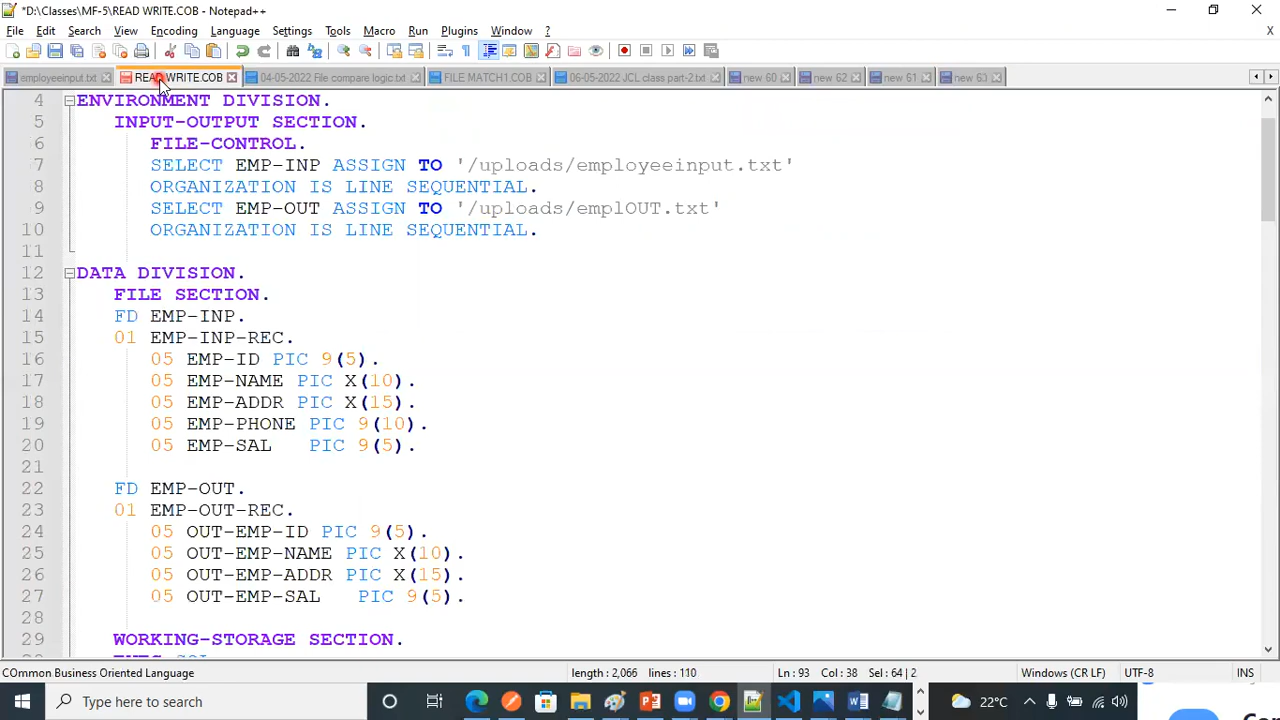 *D:\Classes\MF-5\READ WRITE.COB - Notepad++
File Edit Search View Encoding Language Settings Tools Macro Run Plugins Window ?
X
employeeinput.txt READ WRITE.COB 04-05-2022 File compare logic.txt FILE MATCH1.COB 06-05-2022 JCL class part-2.txt new 60 new 62 new 61 new 63
4 ENVIRONMENT DIVISION.
5 INPUT-OUTPUT SECTION.
6 FILE-CONTROL.
7 SELECT EMP-INP ASSIGN TO '/uploads/employeeinput.txt'
8 ORGANIZATION IS LINE SEQUENTIAL.
9 SELECT EMP-OUT ASSIGN TO '/uploads/emplOUT.txt'
10 ORGANIZATION IS LINE SEQUENTIAL.
11
12 DATA DIVISION.
13 FILE SECTION.
14 FD EMP-INP.
15 01 EMP-INP-REC.
16 05 EMP-ID PIC 9(5).
17 05 EMP-NAME PIC X(10).
18 05 EMP-ADDR PIC X(15).
19 05 EMP-PHONE PIC 9(10).
20 05 EMP-SAL PIC 9(5).
21
22 FD EMP-OUT.
23 01 EMP-OUT-REC.
24 05 OUT-EMP-ID PIC 9(5).
25 05 OUT-EMP-NAME PIC X(10).
26 05 OUT-EMP-ADDR PIC X(15).
27 05 OUT-EMP-SAL PIC 9(5).
28
29 WORKING-STORAGE SECTION.
COmmon Business Oriented Language length : 2,066 lines : 110 Ln : 93 Col : 38 Sel : 64 | 2 Windows (CR LF) UTF-8 INS
Type here to search 22°C